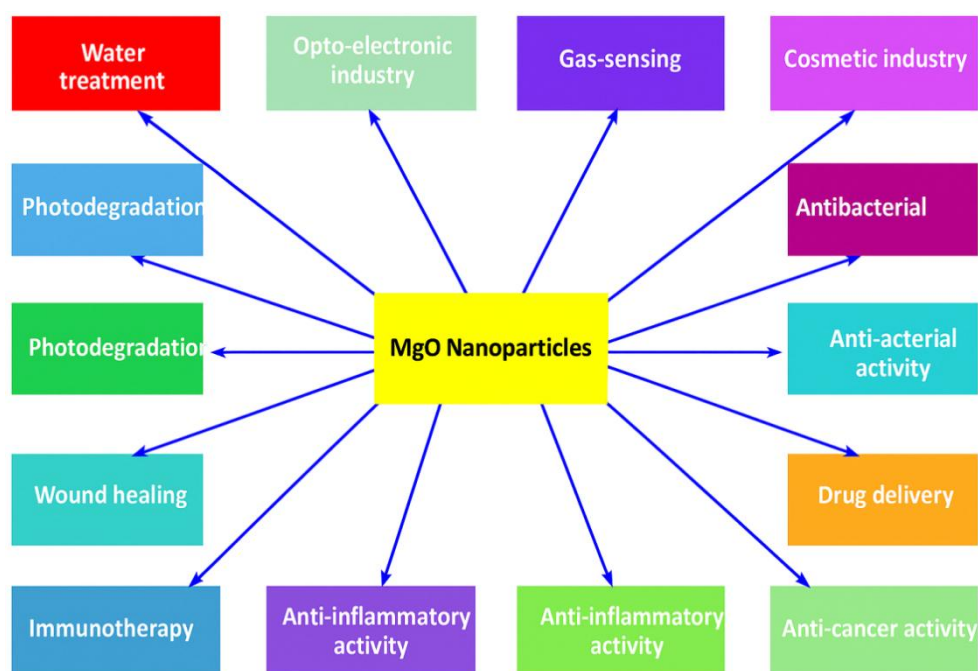 Water
treatment
Opto-electronic
industry
Gas-sensing
Cosmetic industry
Photodegradation
Antibacterial
MgO Nanoparticles
Photodegradation
Anti-acterial
activity
Wound healing
Drug delivery
Immunotherapy
Anti-inflammatory
activity
Anti-inflammatory
activity
Anti-cancer activity